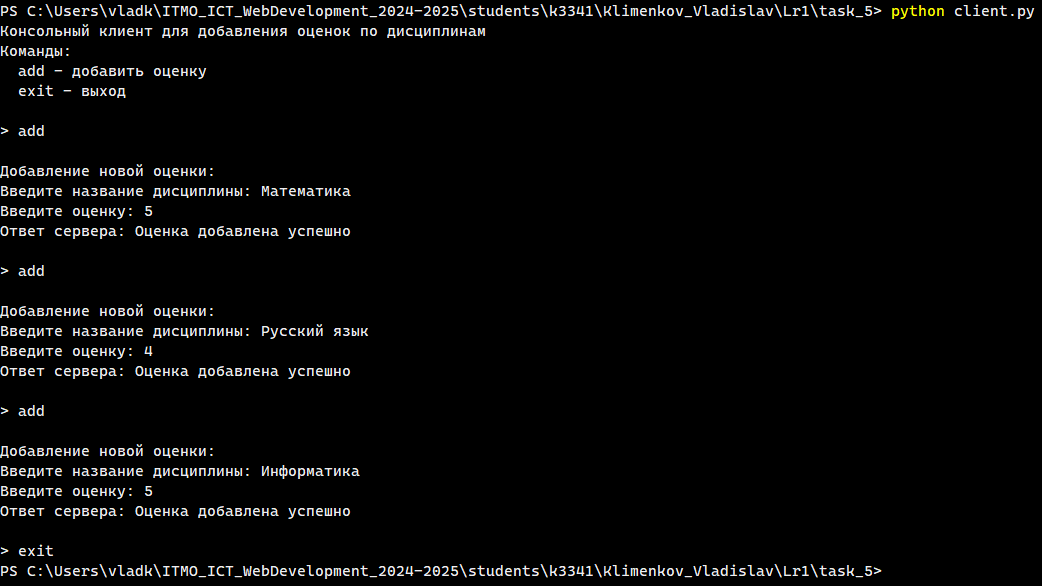 PS C:\Users\vladk\ITMO_ICT_WebDevelopment_2024-2025\students\k3341\Klimenkov_Vladislav\Lr1\task_5> python client.py
Консольный клиент для добавления оценок по дисциплинам
Команды:
  add – добавить оценку
  exit – выход
> add
Добавление новой оценки:
Введите название дисциплины: Математика
Введите оценку: 5
Ответ сервера: Оценка добавлена успешно
> add
Добавление новой оценки:
Введите название дисциплины: Русский язык
Введите оценку: 4
Ответ сервера: Оценка добавлена успешно
> add
Добавление новой оценки:
Введите название дисциплины: Информатика
Введите оценку: 5
Ответ сервера: Оценка добавлена успешно
> exit
PS C:\Users\vladk\ITMO_ICT_WebDevelopment_2024-2025\students\k3341\Klimenkov_Vladislav\Lr1\task_5>